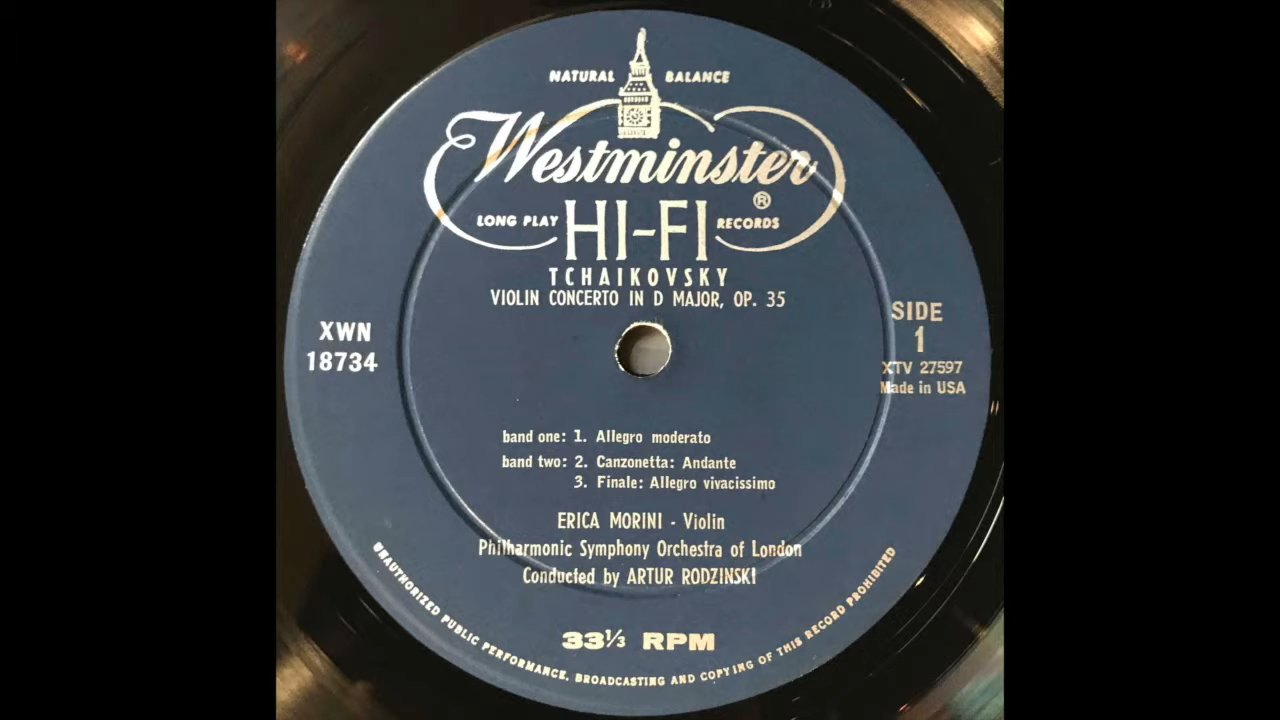 NATURAL BALANCE
Westminster ®
LONG PLAY HI-FI RECORDS
TCHAIKOVSKY
VIOLIN CONCERTO IN D MAJOR, OP. 35
XWN
18734
SIDE
1
XTV 27597
Made in USA
band one: 1. Allegro moderato
band two: 2. Canzonetta: Andante
3. Finale: Allegro vivacissimo
ERICA MORINI - Violin
Philharmonic Symphony Orchestra of London
Conducted by ARTUR RODZINSKI
33⅓ RPM
UNAUTHORIZED PUBLIC PERFORMANCE, BROADCASTING AND COPYING OF THIS RECORD PROHIBITED